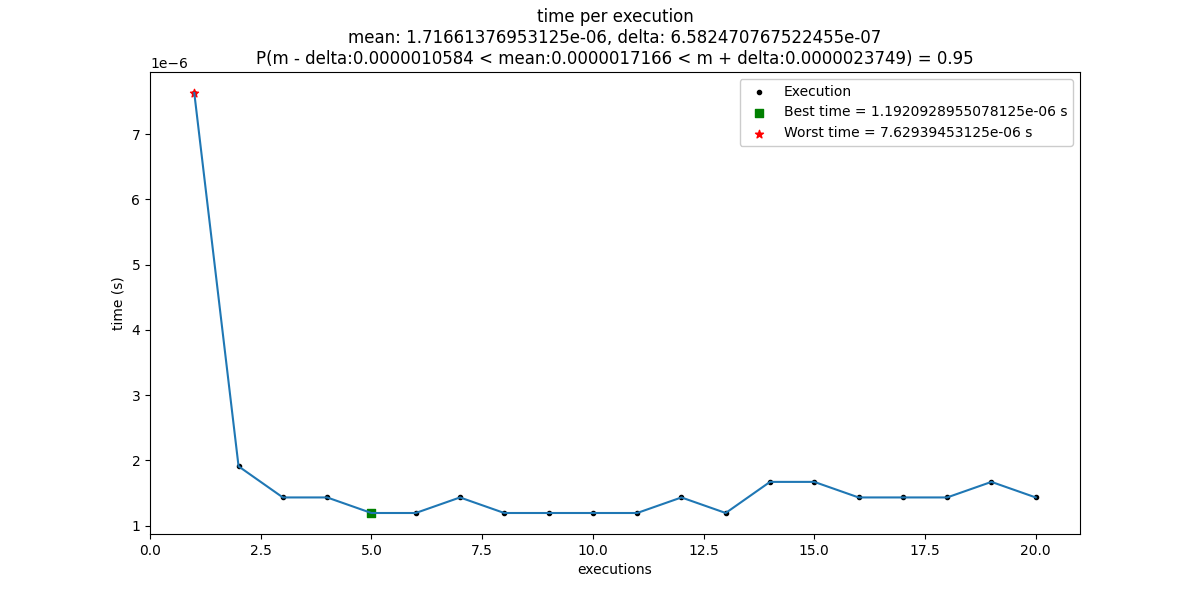 time per execution
mean: 1.71661376953125e-06, delta: 6.582470767522455e-07
P(m - delta:0.0000010584 < mean:0.0000017166 < m + delta:0.0000023749) = 0.95
1e−6
Execution
Best time = 1.1920928955078125e-06 s
Worst time = 7.62939453125e-06 s
7
6
5
4
3
2
1
time (s)
0.0 2.5 5.0 7.5 10.0 12.5 15.0 17.5 20.0
executions